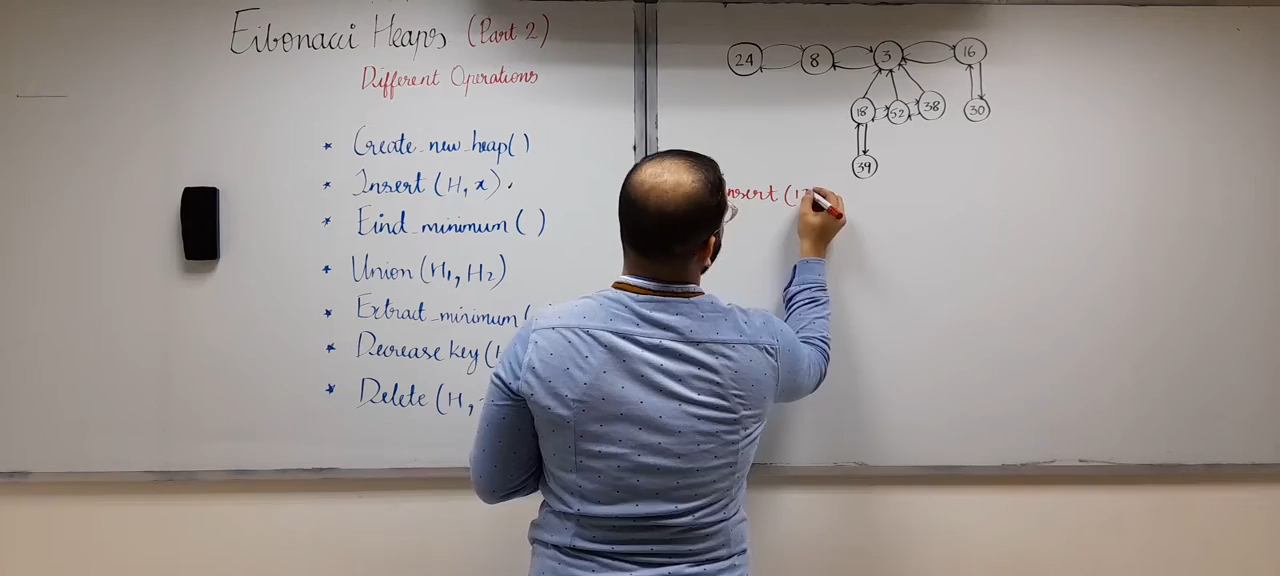 Fibonacci Heaps (Part 2)
Different Operations
* Create_new_heap()
* Insert (H, x).
* Find_minimum ( )
* Union (H1, H2)
* Extract_minimum (
* Decrease key (H
* Delete (H,
24 8 3 16
18 52 38 30
39
nsert (1